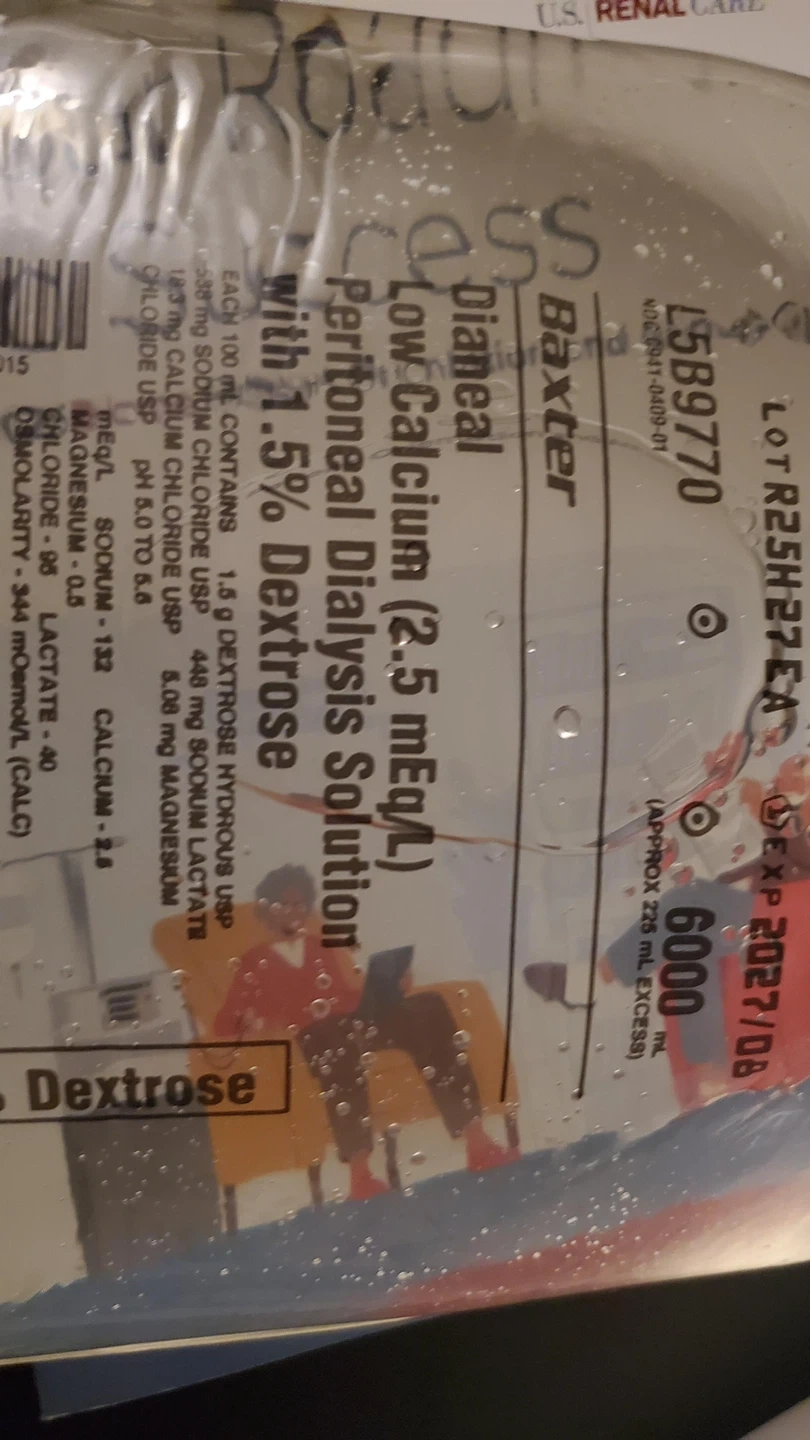 U.S. RENAL CARE
LOT R25H27EA EXP 2027/08
L5B9770 6000 mL
NDC 0941-0409-01 (APPROX 225 mL EXCESS)
Baxter
Dianeal
Low Calcium (2.5 mEq/L)
Peritoneal Dialysis Solution
with 1.5% Dextrose
EACH 100 mL CONTAINS 1.5 g DEXTROSE HYDROUS USP
538 mg SODIUM CHLORIDE USP 448 mg SODIUM LACTATE
18.3 mg CALCIUM CHLORIDE USP 5.08 mg MAGNESIUM
CHLORIDE USP pH 5.0 TO 5.6
mEq/L SODIUM - 132 CALCIUM - 2.5
MAGNESIUM - 0.5
CHLORIDE - 95 LACTATE - 40
OSMOLARITY - 344 mOsmol/L (CALC)
Dextrose